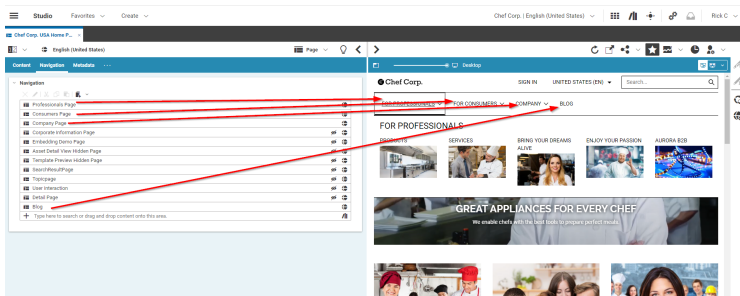 Studio Favorites Create Chef Corp. | English (United States) Rick C
Chef Corp. USA Home P...
English (United States) Page
Content Navigation Metadata
Desktop
Navigation
Professionals Page
Consumers Page
Company Page
Corporate Information Page
Embedding Demo Page
Asset Detail View Hidden Page
Template Preview Hidden Page
SearchResultPage
Topicpage
User Interaction
Detail Page
Blog
Type here to search or drag and drop content onto this area.
Chef Corp. SIGN IN UNITED STATES (EN) Search...
FOR PROFESSIONALS FOR CONSUMERS COMPANY BLOG
FOR PROFESSIONALS
PRODUCTS SERVICES BRING YOUR DREAMS ALIVE ENJOY YOUR PASSION AURORA B2B
GREAT APPLIANCES FOR EVERY CHEF
We enable chefs with the best tools to prepare perfect meals.